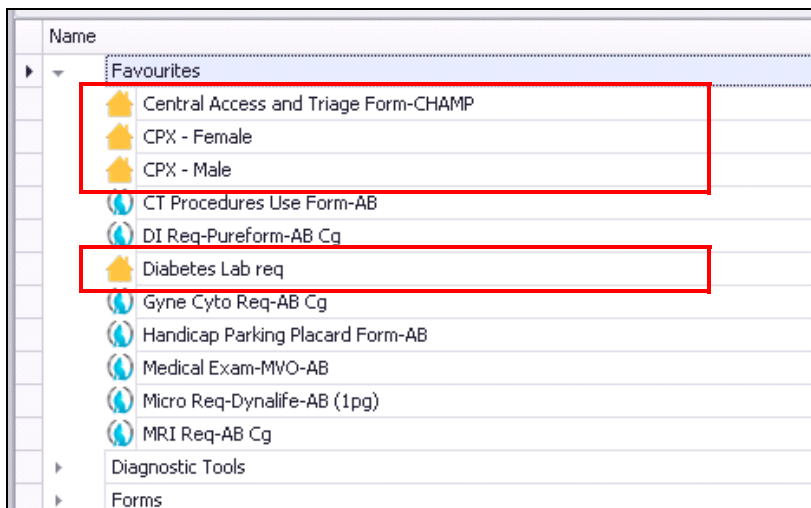 Name
Favourites
Central Access and Triage Form-CHAMP
CPX - Female
CPX - Male
CT Procedures Use Form-AB
DI Req-Pureform-AB Cg
Diabetes Lab req
Gyne Cyto Req-AB Cg
Handicap Parking Placard Form-AB
Medical Exam-MVO-AB
Micro Req-Dynalife-AB (1pg)
MRI Req-AB Cg
Diagnostic Tools
Forms